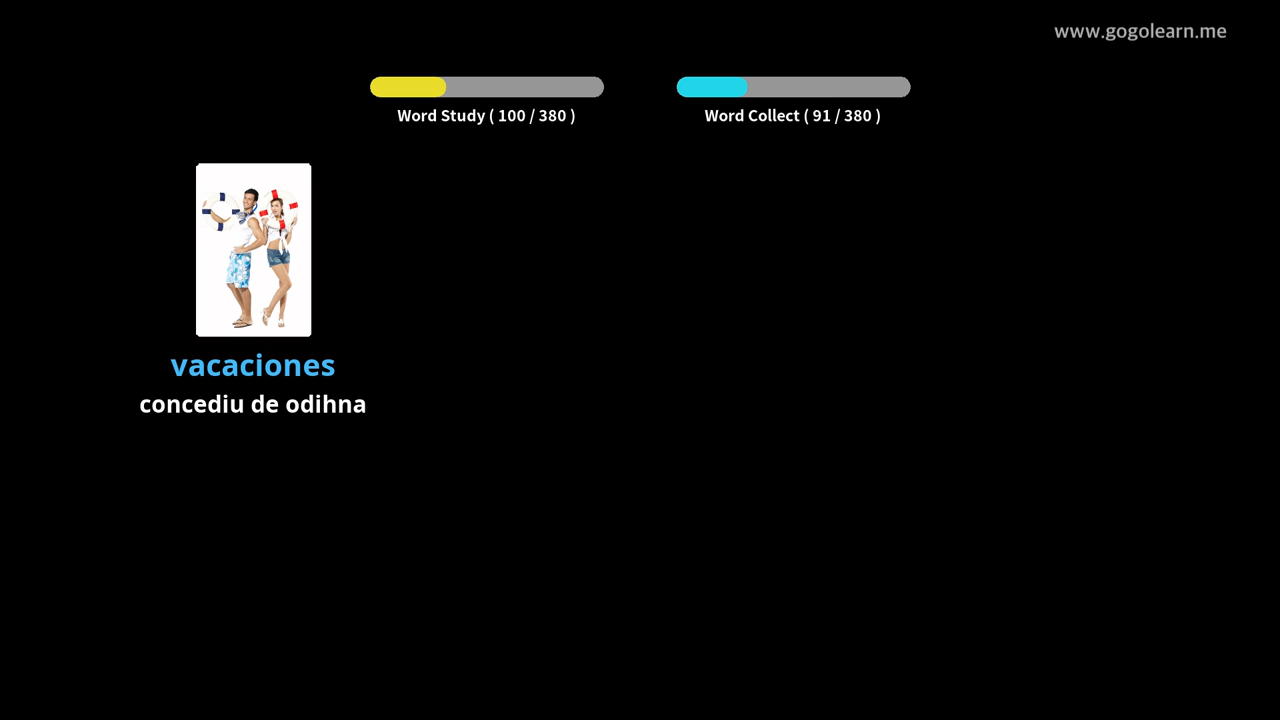 www.gogolearn.me
Word Study ( 100 / 380 )
Word Collect ( 91 / 380 )
vacaciones
concediu de odihna